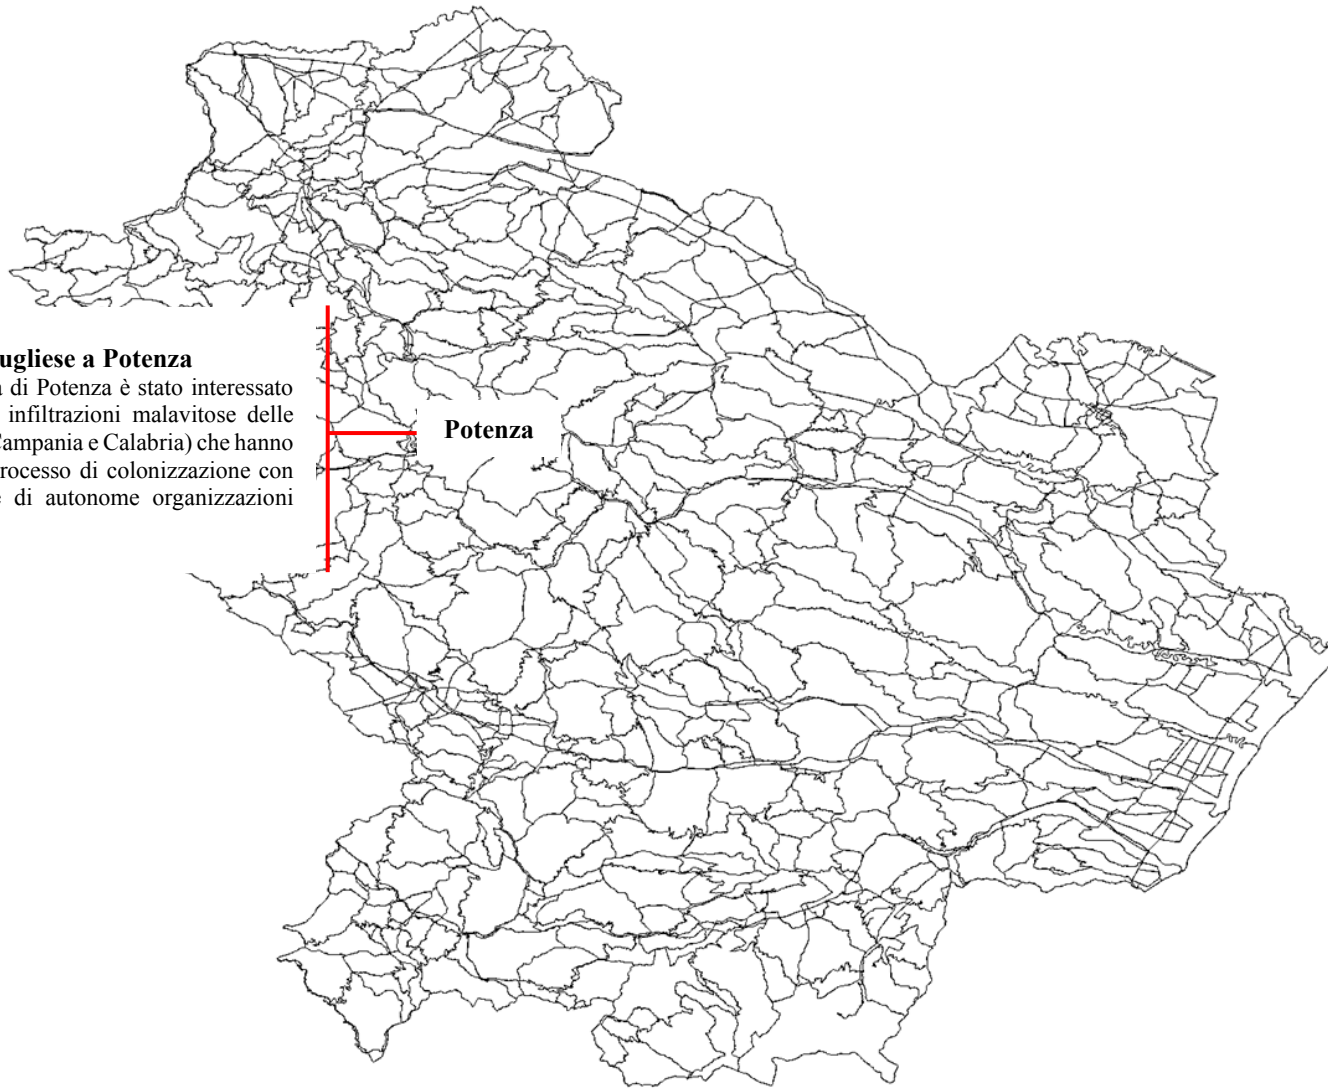 ugliese a Potenza
a di Potenza è stato interessato
infiltrazioni malavitose delle
Campania e Calabria) che hanno
rocesso di colonizzazione con
e di autonome organizzazioni
Potenza